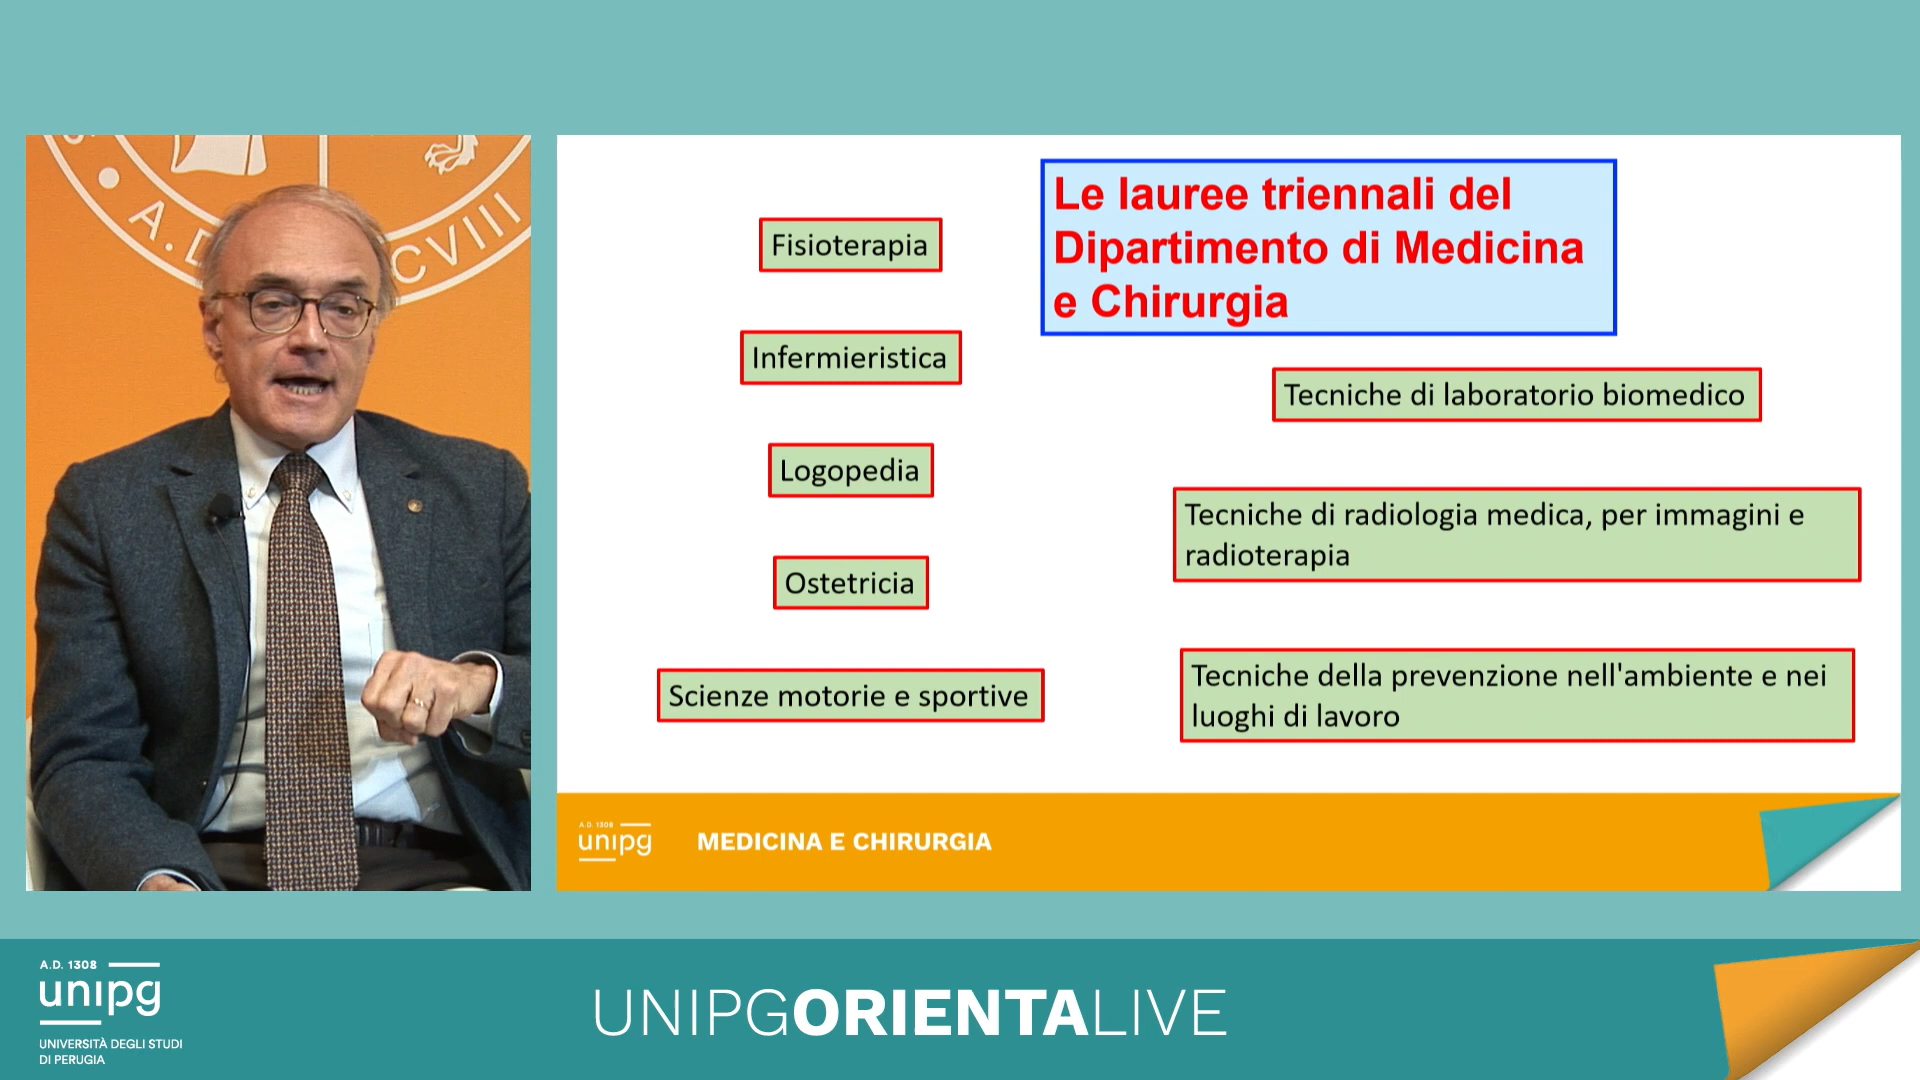 A.D
CVIII
Le lauree triennali del
Dipartimento di Medicina
e Chirurgia
Fisioterapia
Infermieristica
Logopedia
Ostetricia
Scienze motorie e sportive
Tecniche di laboratorio biomedico
Tecniche di radiologia medica, per immagini e
radioterapia
Tecniche della prevenzione nell'ambiente e nei
luoghi di lavoro
A.D. 1308
unipg
MEDICINA E CHIRURGIA
A.D. 1308
unipg
UNIVERSITÀ DEGLI STUDI
DI PERUGIA
UNIPGORIENTALIVE